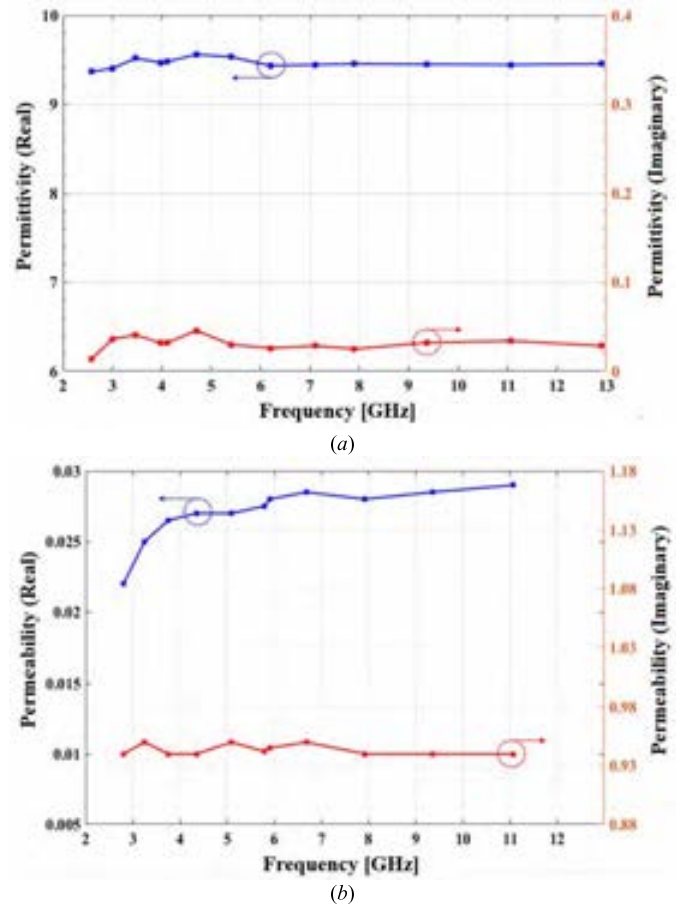 10
9
8
7
6
Permittivity (Real)
0.4
0.3
0.2
0.1
0
Permittivity (Imaginary)
2 3 4 5 6 7 8 9 10 11 12 13
Frequency [GHz]
(a)
0.03
0.025
0.02
0.015
0.01
0.005
Permeability (Real)
1.18
1.13
1.08
1.03
0.98
0.93
0.88
Permeability (Imaginary)
2 3 4 5 6 7 8 9 10 11 12
Frequency [GHz]
(b)